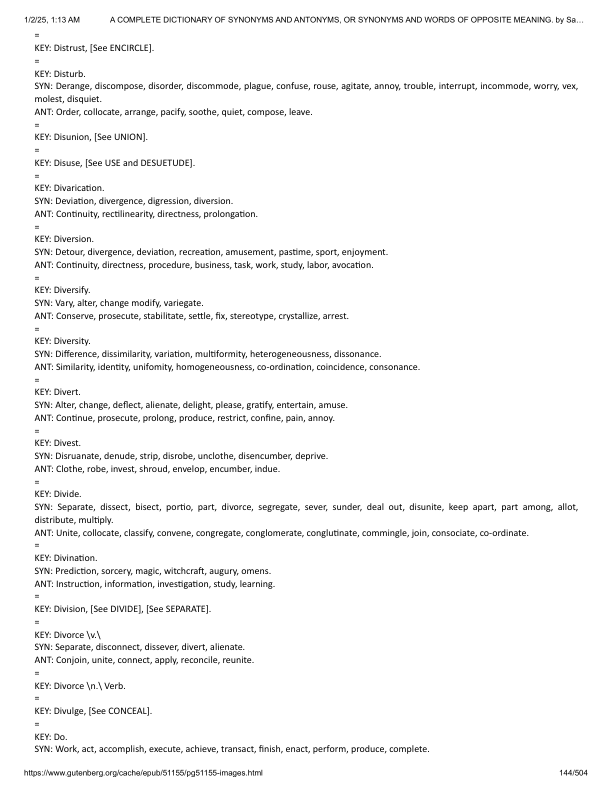 1/2/25, 1:13 AM A COMPLETE DICTIONARY OF SYNONYMS AND ANTONYMS, OR SYNONYMS AND WORDS OF OPPOSITE MEANING. by Sa…
=
KEY: Distrust, [See ENCIRCLE].
=
KEY: Disturb.
SYN: Derange, discompose, disorder, discommode, plague, confuse, rouse, agitate, annoy, trouble, interrupt, incommode, worry, vex,
molest, disquiet.
ANT: Order, collocate, arrange, pacify, soothe, quiet, compose, leave.
=
KEY: Disunion, [See UNION].
=
KEY: Disuse, [See USE and DESUETUDE].
=
KEY: Divarication.
SYN: Deviation, divergence, digression, diversion.
ANT: Continuity, rectilinearity, directness, prolongation.
=
KEY: Diversion.
SYN: Detour, divergence, deviation, recreation, amusement, pastime, sport, enjoyment.
ANT: Continuity, directness, procedure, business, task, work, study, labor, avocation.
=
KEY: Diversify.
SYN: Vary, alter, change modify, variegate.
ANT: Conserve, prosecute, stabilitate, settle, fix, stereotype, crystallize, arrest.
=
KEY: Diversity.
SYN: Difference, dissimilarity, variation, multiformity, heterogeneousness, dissonance.
ANT: Similarity, identity, unifomity, homogeneousness, co-ordination, coincidence, consonance.
=
KEY: Divert.
SYN: Alter, change, deflect, alienate, delight, please, gratify, entertain, amuse.
ANT: Continue, prosecute, prolong, produce, restrict, confine, pain, annoy.
=
KEY: Divest.
SYN: Disruanate, denude, strip, disrobe, unclothe, disencumber, deprive.
ANT: Clothe, robe, invest, shroud, envelop, encumber, indue.
=
KEY: Divide.
SYN: Separate, dissect, bisect, portio, part, divorce, segregate, sever, sunder, deal out, disunite, keep apart, part among, allot,
distribute, multiply.
ANT: Unite, collocate, classify, convene, congregate, conglomerate, conglutinate, commingle, join, consociate, co-ordinate.
=
KEY: Divination.
SYN: Prediction, sorcery, magic, witchcraft, augury, omens.
ANT: Instruction, information, investigation, study, learning.
=
KEY: Division, [See DIVIDE], [See SEPARATE].
=
KEY: Divorce \v.\
SYN: Separate, disconnect, dissever, divert, alienate.
ANT: Conjoin, unite, connect, apply, reconcile, reunite.
=
KEY: Divorce \n.\ Verb.
=
KEY: Divulge, [See CONCEAL].
=
KEY: Do.
SYN: Work, act, accomplish, execute, achieve, transact, finish, enact, perform, produce, complete.
https://www.gutenberg.org/cache/epub/51155/pg51155-images.html 144/504